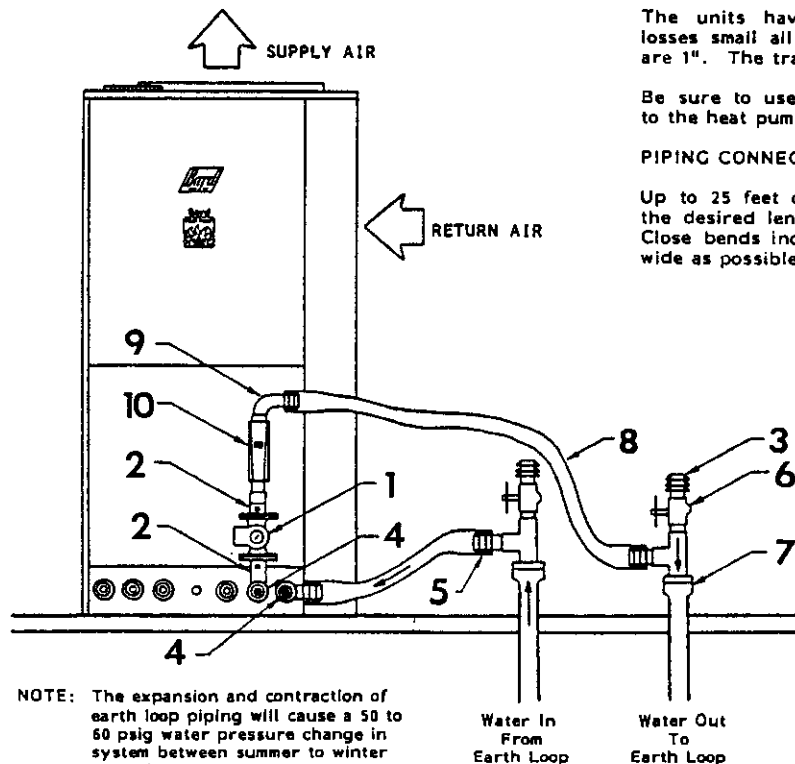 SUPPLY AIR
The units hav
losses small all
are 1". The tra
Be sure to use
to the heat pum
PIPING CONNEC
Up to 25 feet
the desired len
Close bends inc
wide as possible
Bard
RETURN AIR
9
10
2
1
2
4
4
5
8
3
6
7
NOTE: The expansion and contraction of
earth loop piping will cause a 50 to
60 psig water pressure change in
system between summer to winter
Water In
From
Earth Loop
Water Out
To
Earth Loop